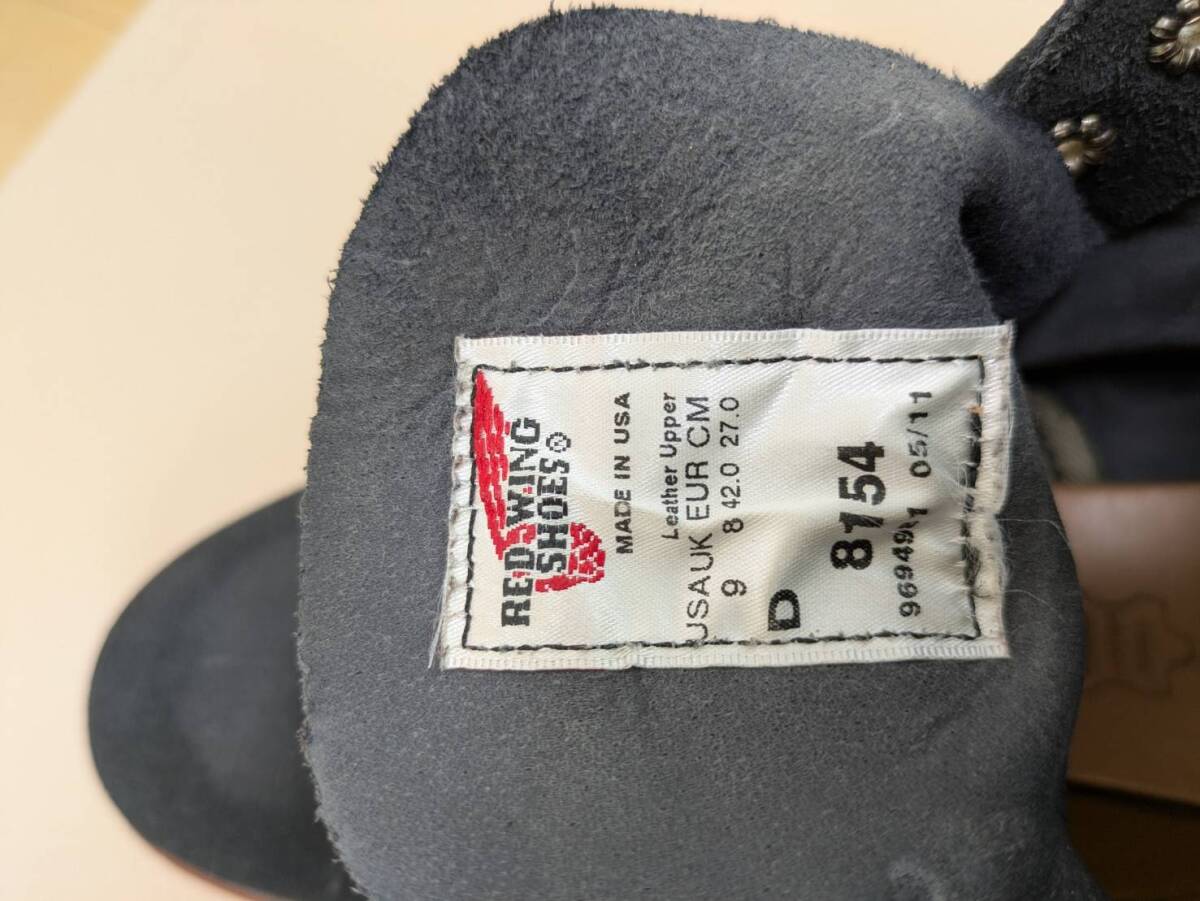 RED WING
SHOES®
MADE IN USA
Leather Upper
USA UK EUR CM
9 8 42.0 27.0
D
8154
05/11